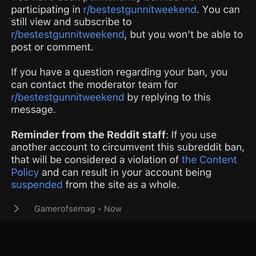 participating in r/bestestgunnitweekend. You can
still view and subscribe to
r/bestestgunnitweekend, but you won't be able to
post or comment.
If you have a question regarding your ban, you
can contact the moderator team for
r/bestestgunnitweekend by replying to this
message.
Reminder from the Reddit staff: If you use
another account to circumvent this subreddit ban,
that will be considered a violation of the Content
Policy and can result in your account being
suspended from the site as a whole.
Gamerofsemag • Now